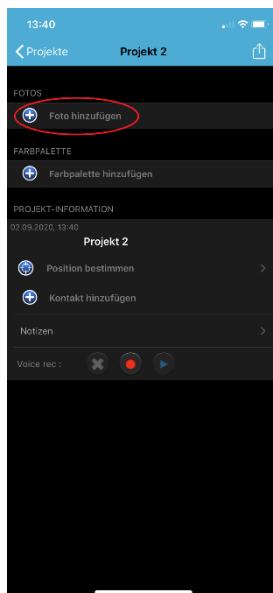 13:40
Projekte
Projekt 2
FOTOS
Foto hinzufügen
FARBPALETTE
Farbpalette hinzufügen
PROJEKT-INFORMATION
02.09.2020, 13:40
Projekt 2
Position bestimmen
Kontakt hinzufügen
Notizen
Voice rec :